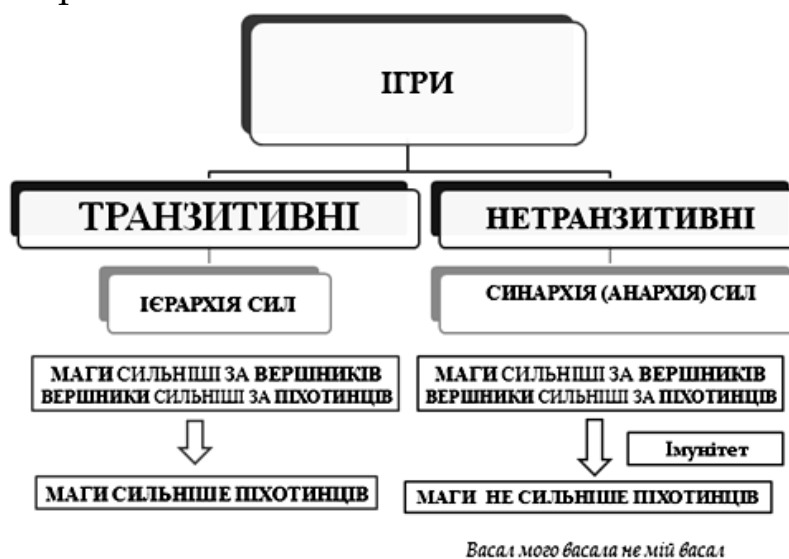 ІГРИ
ТРАНЗИТИВНІ
НЕТРАНЗИТИВНІ
ІЄРАРХІЯ СИЛ
СИНАРХІЯ (АНАРХІЯ) СИЛ
МАГИ СИЛЬНІШІ ЗА ВЕРШНИКІВ
ВЕРШНИКИ СИЛЬНІШІ ЗА ПІХОТИНЦІВ
МАГИ СИЛЬНІШІ ЗА ВЕРШНИКІВ
ВЕРШНИКИ СИЛЬНІШІ ЗА ПІХОТИНЦІВ
Імунітет
МАГИ СИЛЬНІШЕ ПІХОТИНЦІВ
МАГИ НЕ СИЛЬНІШЕ ПІХОТИНЦІВ
Васал мого васала не мій васал